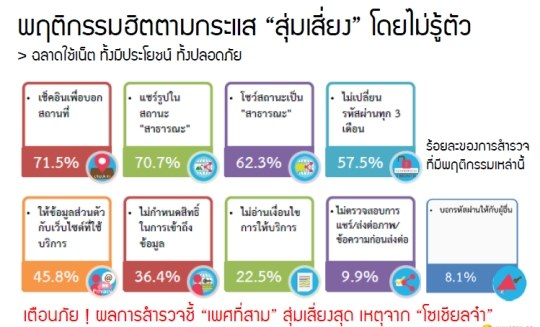 พฤติกรรมฮิตตามกระแส “สุ่มเสี่ยง” โดยไม่รู้ตัว
> ฉลาดใช้เน็ต ทั้งมีประโยชน์ ทั้งปลอดภัย
• เช็คอินเพื่อบอก
สถานที่
71.5%
• แชร์รูปใน
สถานะ
"สาธารณะ"
70.7%
• โชว์สถานะเป็น
"สาธารณะ"
62.3%
• ไม่เปลี่ยน
รหัสผ่านทุก 3
เดือน
57.5%
ร้อยละของการสำรวจ
ที่มีพฤติกรรมเหล่านี้
• ให้ข้อมูลส่วนตัว
กับเว็บไซต์ที่ใช้
บริการ
45.8%
• ไม่กำหนดสิทธิ์
ในการเข้าถึง
ข้อมูล
36.4%
• ไม่อ่านเงื่อนไข
การให้บริการ
22.5%
• ไม่ตรวจสอบการ
แชร์/ส่งต่อภาพ/
ข้อความก่อนส่งต่อ
9.9%
• บอกรหัสผ่านให้กับผู้อื่น
8.1%
เตือนภัย ! ผลการสำรวจชี้ “เพศที่สาม” สุ่มเสี่ยงสุด เหตุจาก “โซเชียลจ๋า”